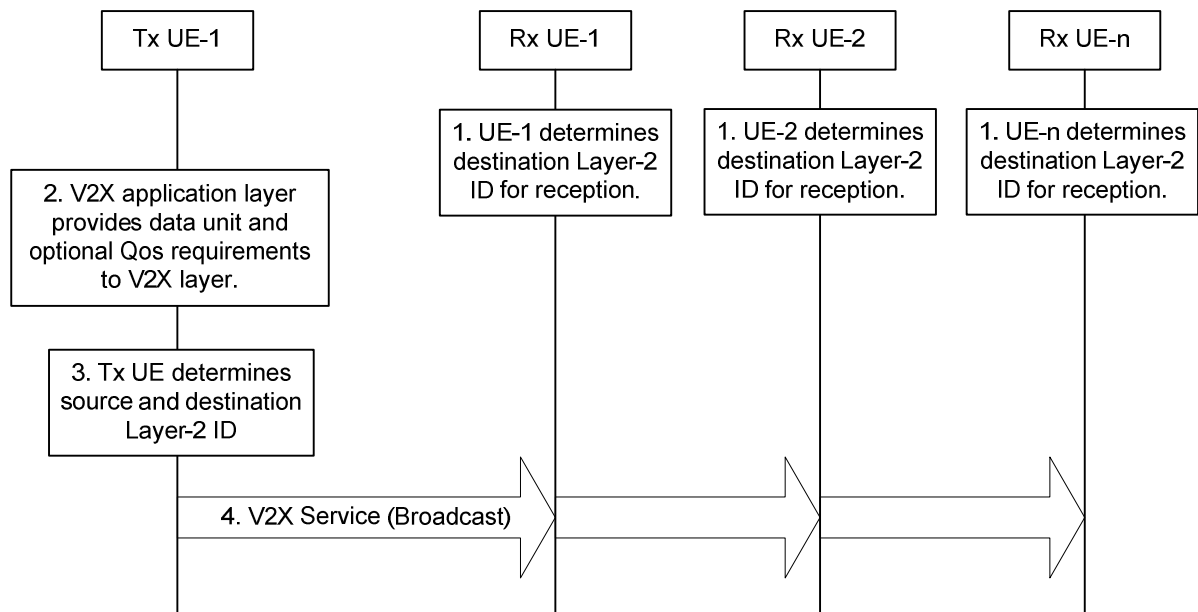 Tx UE-1
Rx UE-1
Rx UE-2
Rx UE-n
1. UE-1 determines
destination Layer-2
ID for reception.
1. UE-2 determines
destination Layer-2
ID for reception.
1. UE-n determines
destination Layer-2
ID for reception.
2. V2X application layer
provides data unit and
optional Qos requirements
to V2X layer.
3. Tx UE determines
source and destination
Layer-2 ID
4. V2X Service (Broadcast)